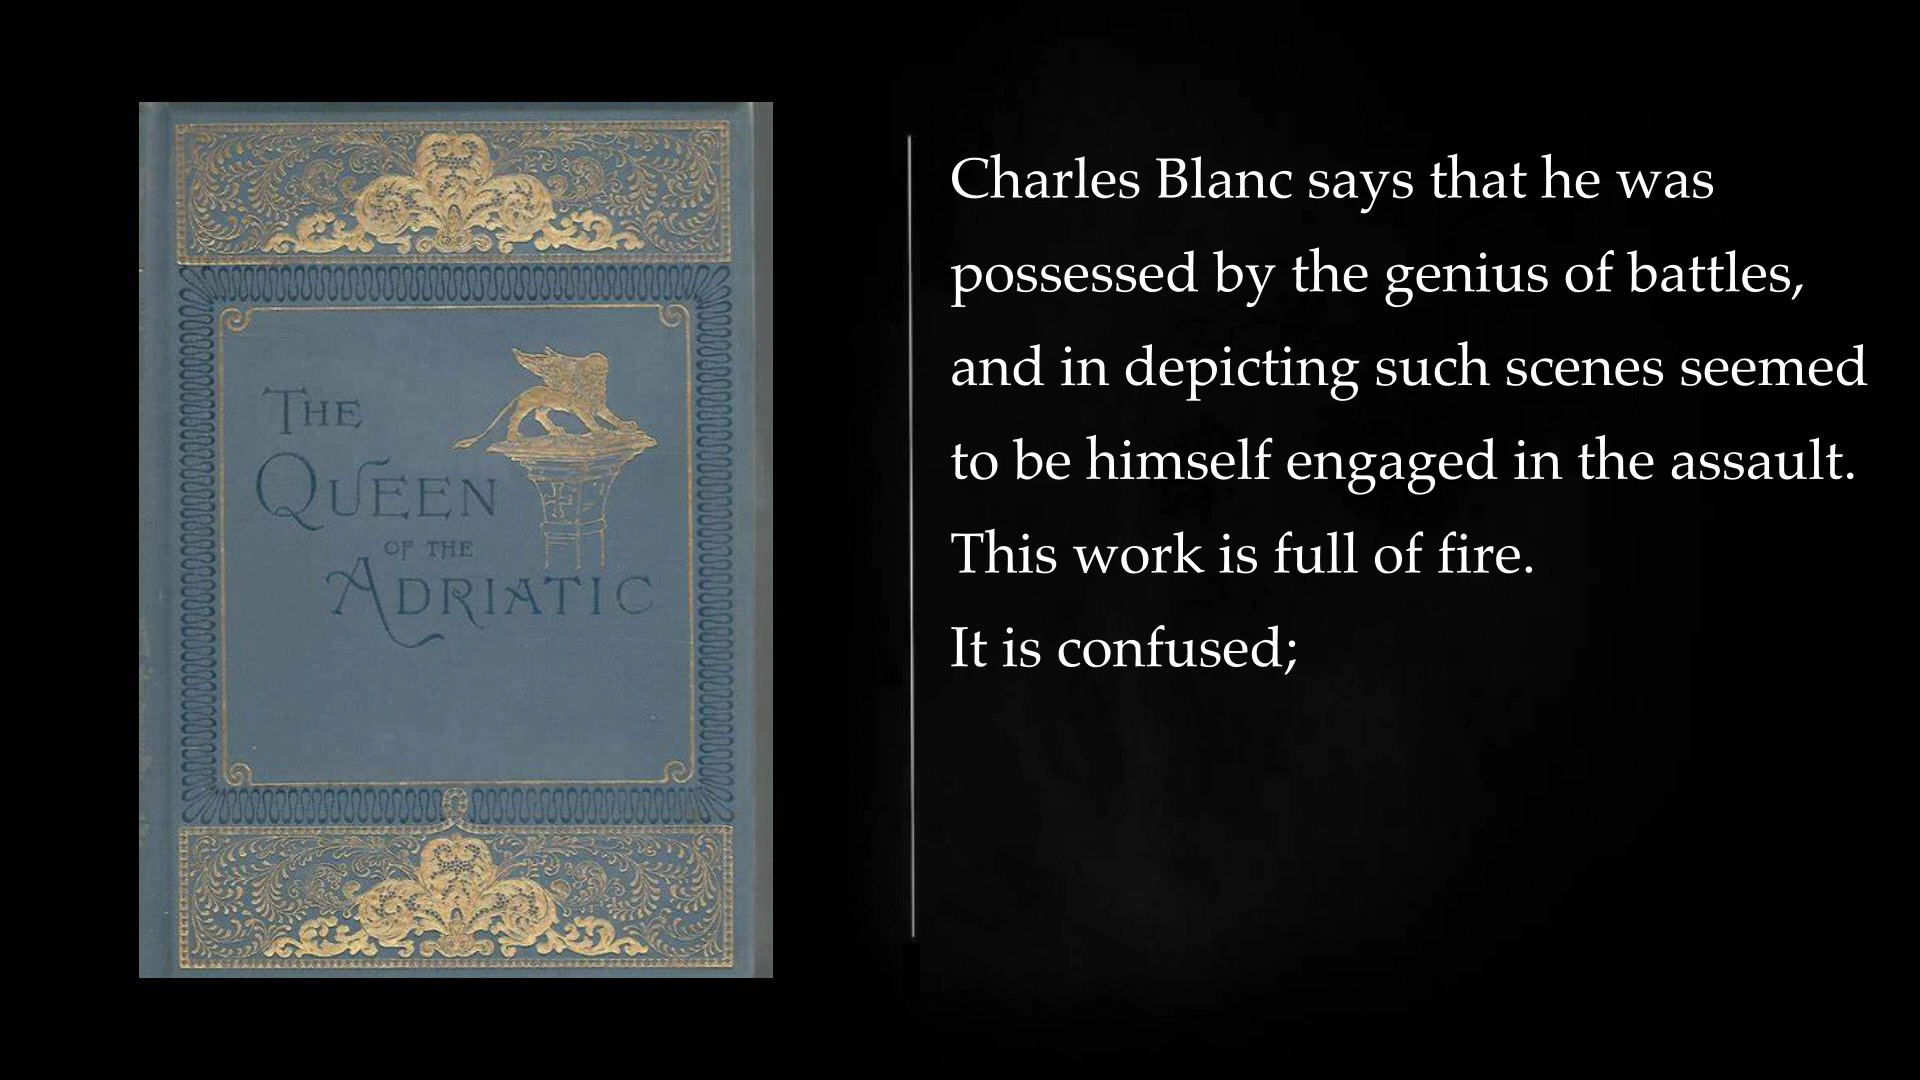 THE
QUEEN
OF THE
ADRIATIC
Charles Blanc says that he was
possessed by the genius of battles,
and in depicting such scenes seemed
to be himself engaged in the assault.
This work is full of fire.
It is confused;